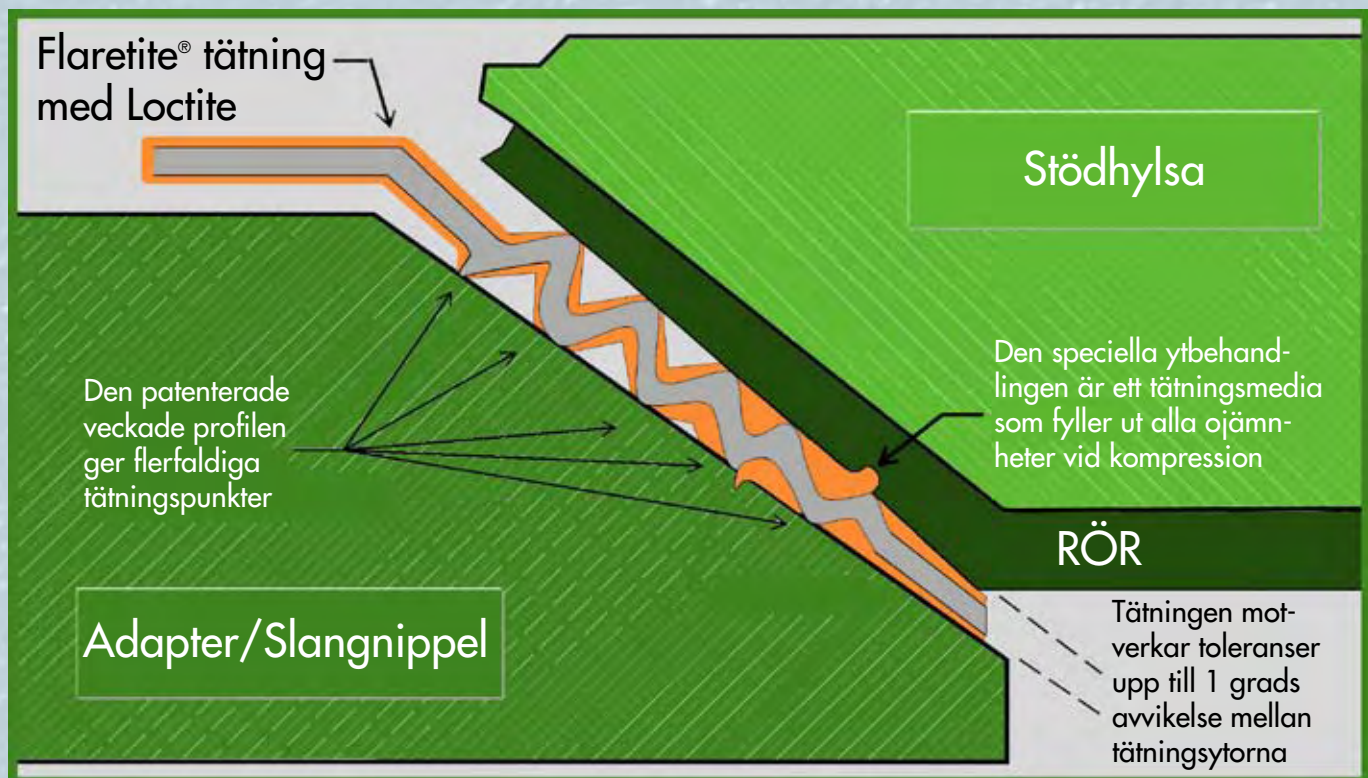 Flaretite® tätning
med Loctite
Stödhylsa
Den patenterade
veckade profilen
ger flerfaldiga
tätningspunkter
Den speciella ytbehand-
lingen är ett tätningsmedia
som fyller ut alla ojämn-
heter vid kompression
RÖR
Adapter/Slangnippel
Tätningen mot-
verkar toleranser
upp till 1 grads
avvikelse mellan
tätningsytorna